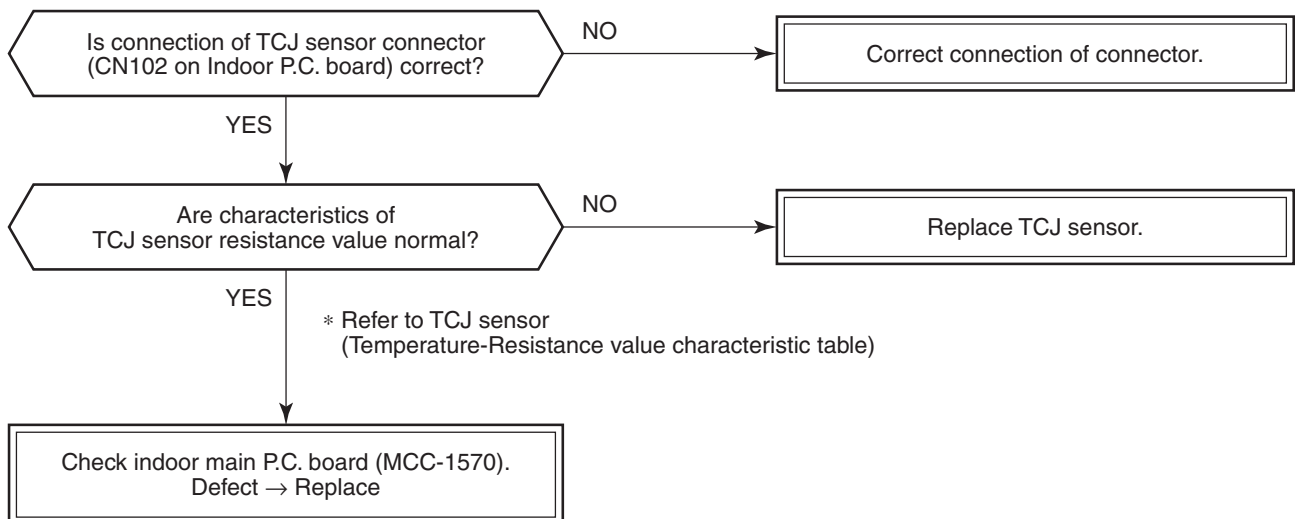 Is connection of TCJ sensor connector
(CN102 on Indoor P.C. board) correct?
NO
Correct connection of connector.
YES
Are characteristics of
TCJ sensor resistance value normal?
NO
Replace TCJ sensor.
YES
* Refer to TCJ sensor
(Temperature-Resistance value characteristic table)
Check indoor main P.C. board (MCC-1570).
Defect → Replace